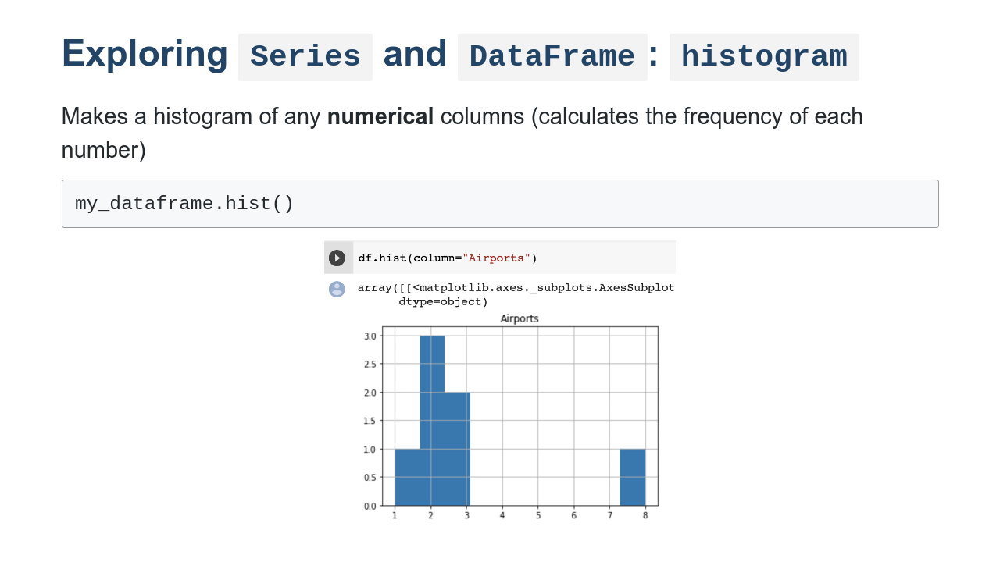 Exploring Series and DataFrame: histogram
Makes a histogram of any numerical columns (calculates the frequency of each
number)
my_dataframe.hist()
df.hist(column="Airports")
array([[<matplotlib.axes._subplots.AxesSubplot
dtype=object)
Airports
3.0
2.5
2.0
1.5
1.0
0.5
0.0
1 2 3 4 5 6 7 8